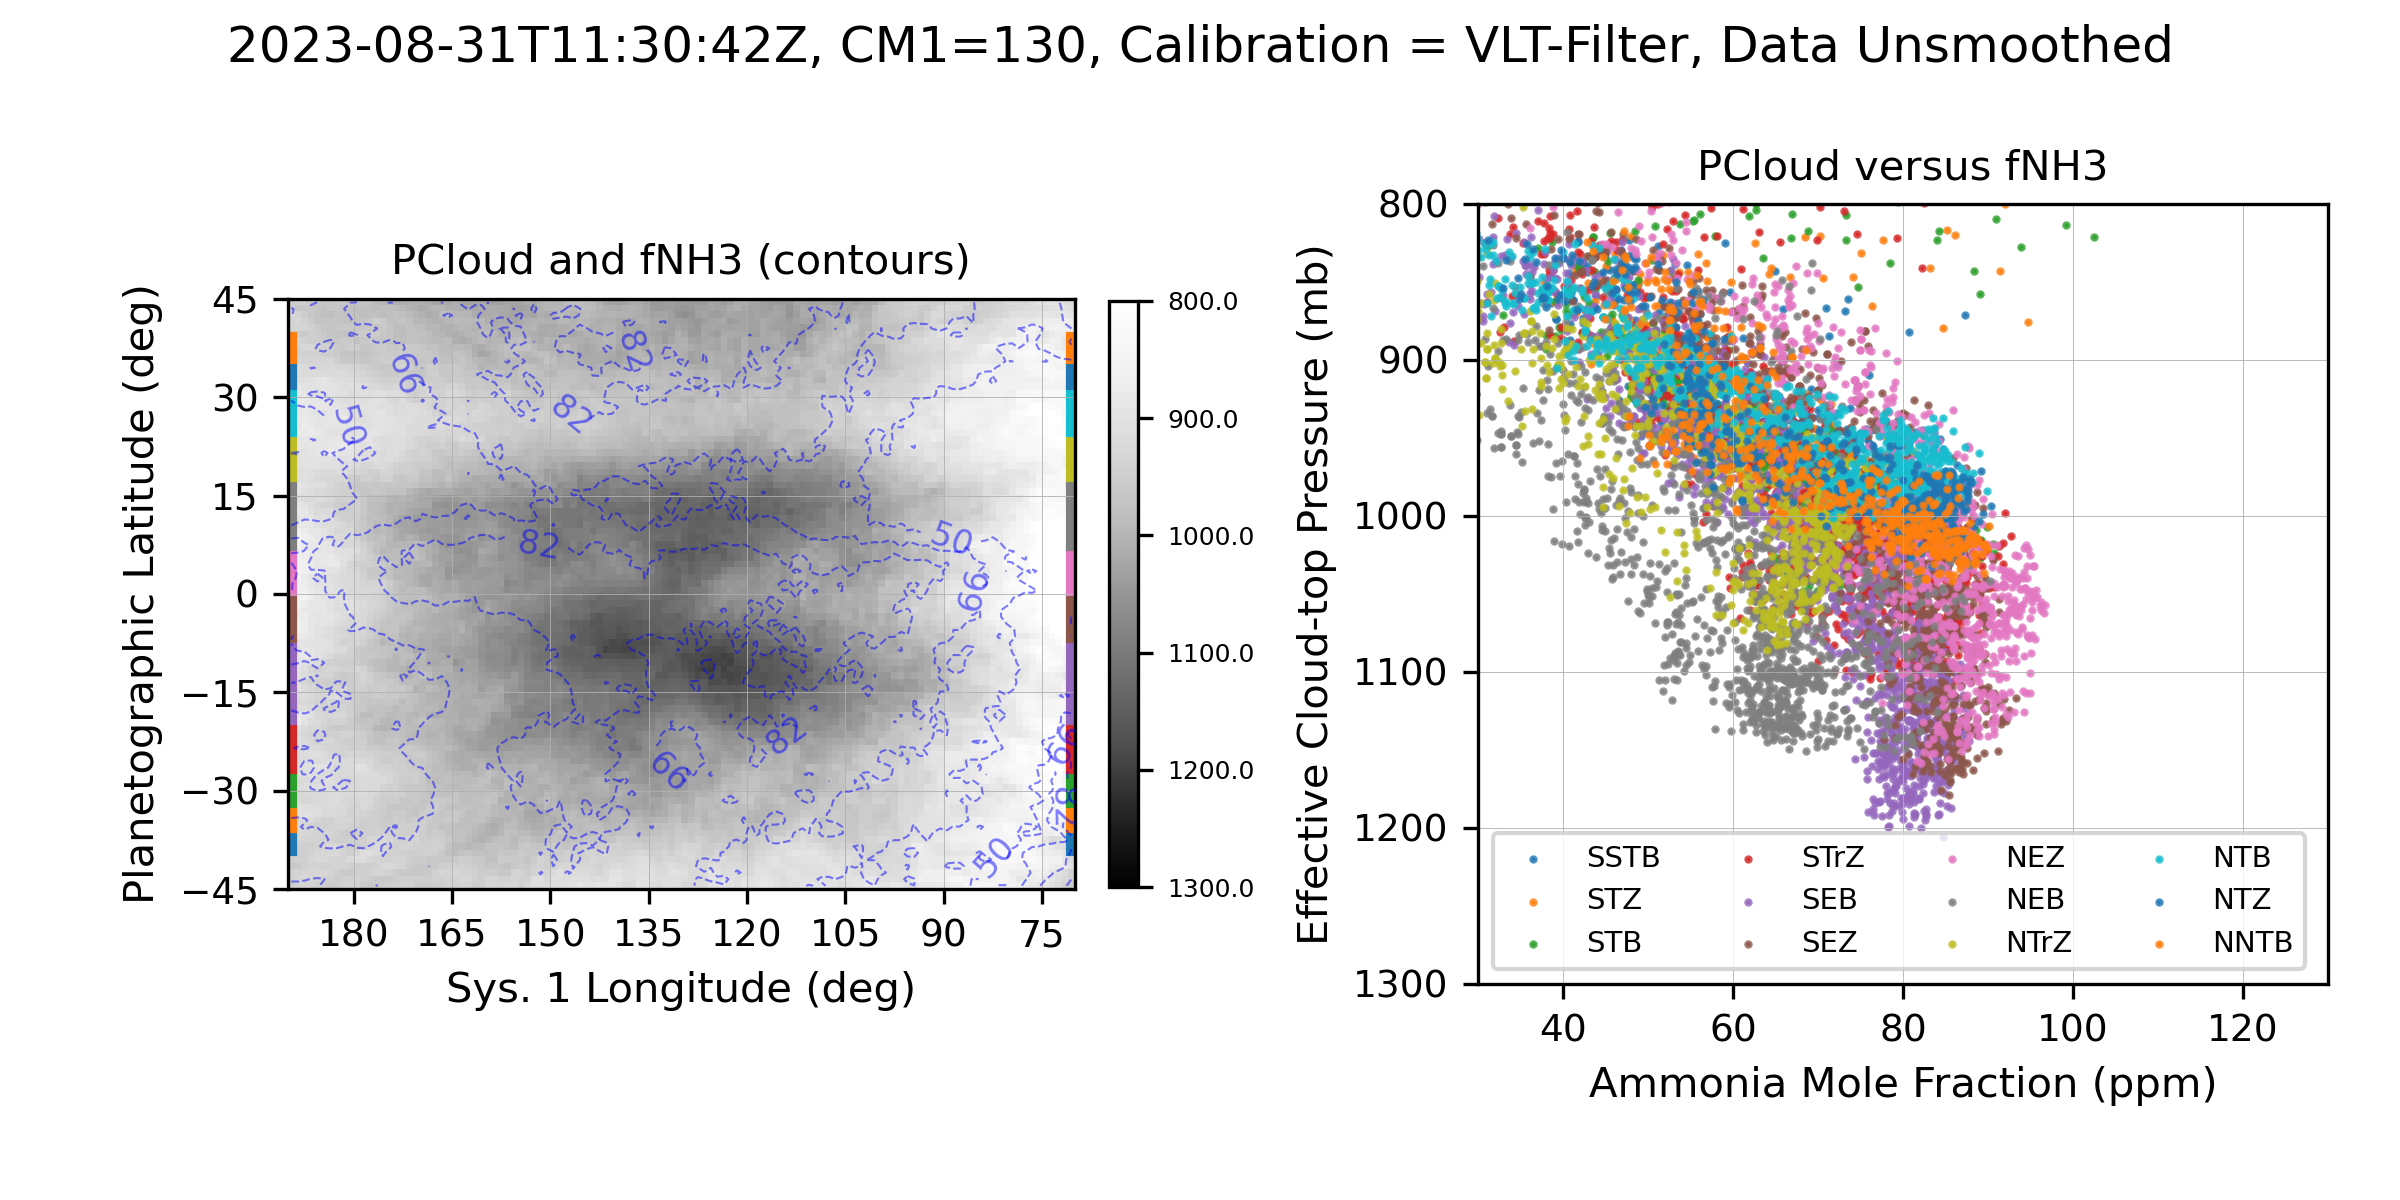 2023-08-31T11:30:42Z, CM1=130, Calibration = VLT-Filter, Data Unsmoothed
PCloud and fNH3 (contours)
Planetographic Latitude (deg)
45
30
15
0
−15
−30
−45
180 165 150 135 120 105 90 75
Sys. 1 Longitude (deg)
66
50
82
82
82
50
66
66
82
50
66
78
800.0
900.0
1000.0
1100.0
1200.0
1300.0
PCloud versus fNH3
Effective Cloud-top Pressure (mb)
800
900
1000
1100
1200
1300
SSTB STrZ NEZ NTB
STZ SEB NEB NTZ
STB SEZ NTrZ NNTB
40 60 80 100 120
Ammonia Mole Fraction (ppm)